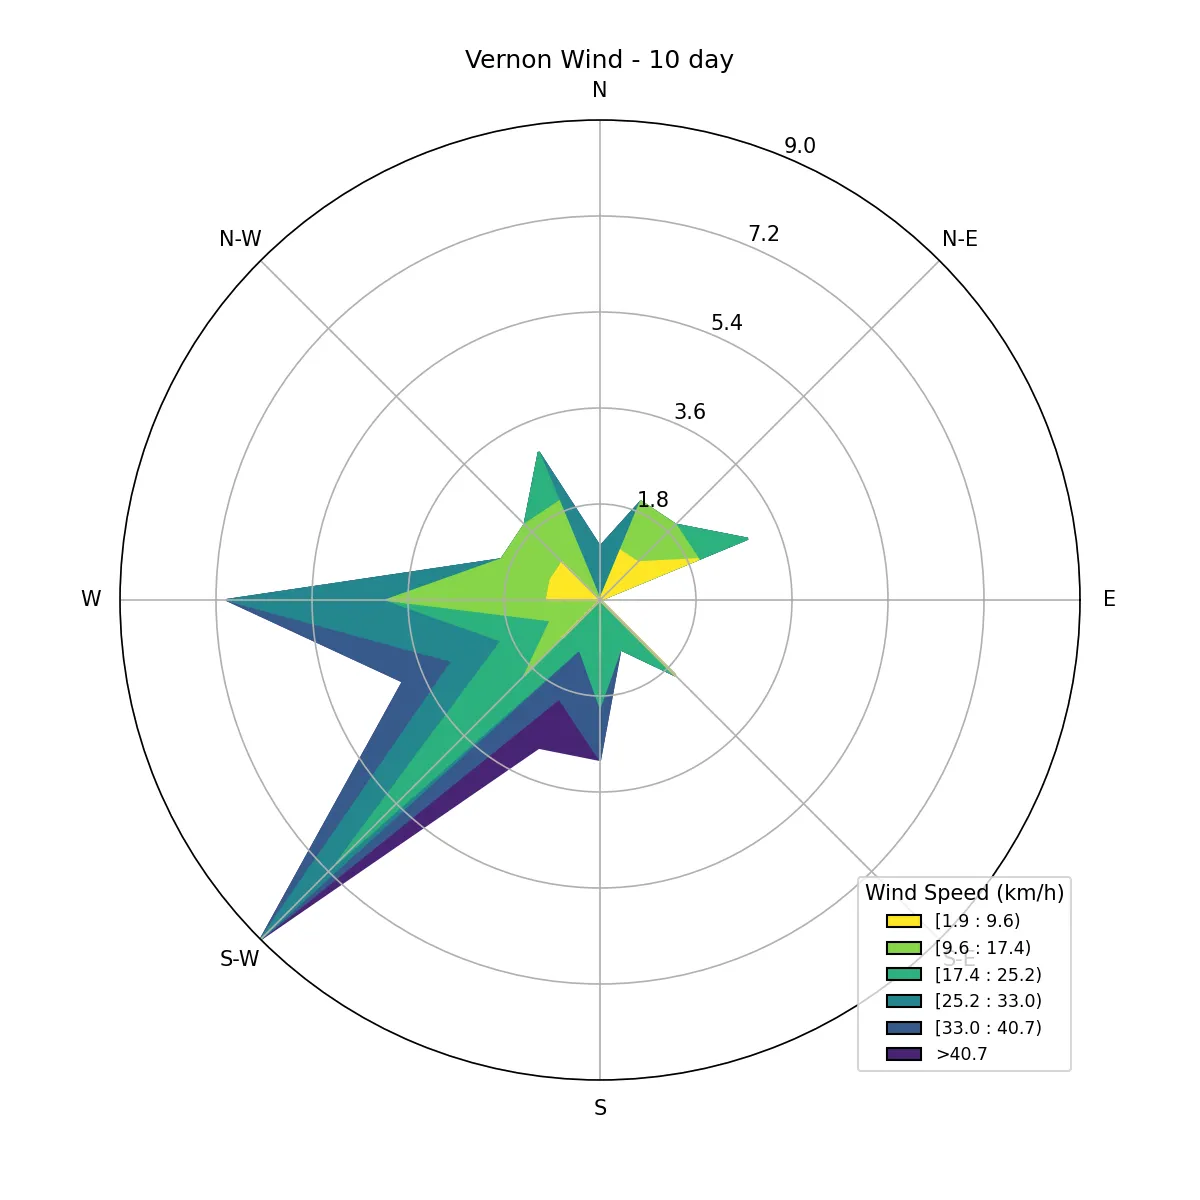 Vernon Wind - 10 day
N
9.0
N-W
7.2
N-E
5.4
3.6
1.8
W
E
S-W
S-E
S
Wind Speed (km/h)
[1.9 : 9.6)
[9.6 : 17.4)
[17.4 : 25.2)
[25.2 : 33.0)
[33.0 : 40.7)
>40.7